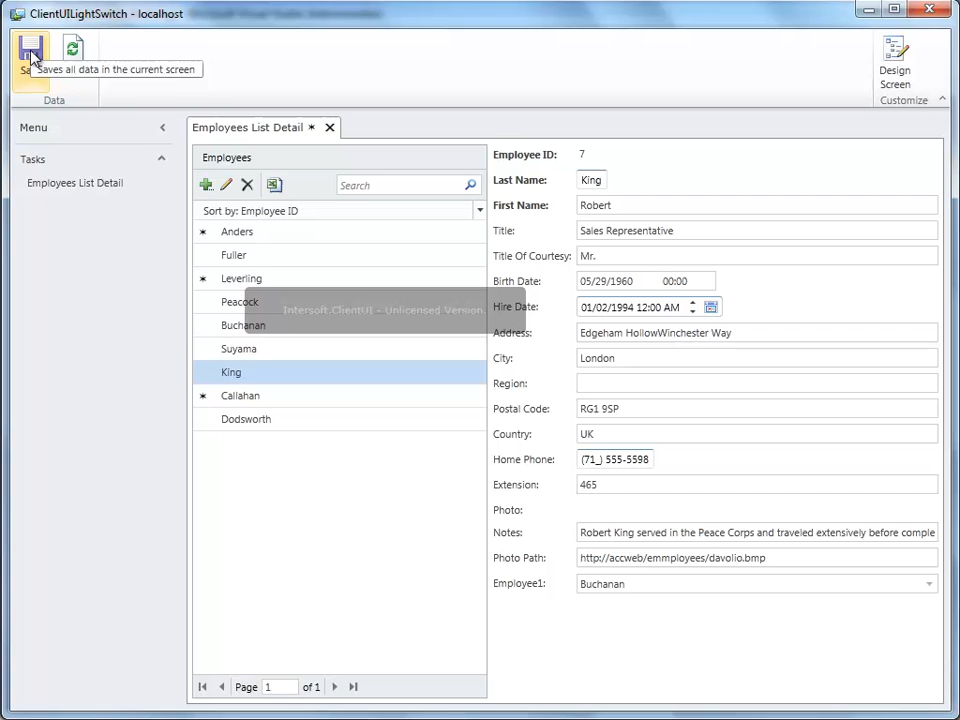 ClientUILightSwitch - localhost
Saves all data in the current screen
Data
Design
Screen
Customize
Menu
Tasks
Employees List Detail
Employees List Detail *
Employees
Search
Sort by: Employee ID
* Anders
Fuller
* Leverling
Peacock
Buchanan
Suyama
King
* Callahan
Dodsworth
Page 1 of 1
Intersoft.ClientUI - Unlicensed Version.
Employee ID: 7
Last Name: King
First Name: Robert
Title: Sales Representative
Title Of Courtesy: Mr.
Birth Date: 05/29/1960 00:00
Hire Date: 01/02/1994 12:00 AM
Address: Edgeham HollowWinchester Way
City: London
Region:
Postal Code: RG1 9SP
Country: UK
Home Phone: (71_) 555-5598
Extension: 465
Photo:
Notes: Robert King served in the Peace Corps and traveled extensively before comple
Photo Path: http://accweb/emmployees/davolio.bmp
Employee1: Buchanan